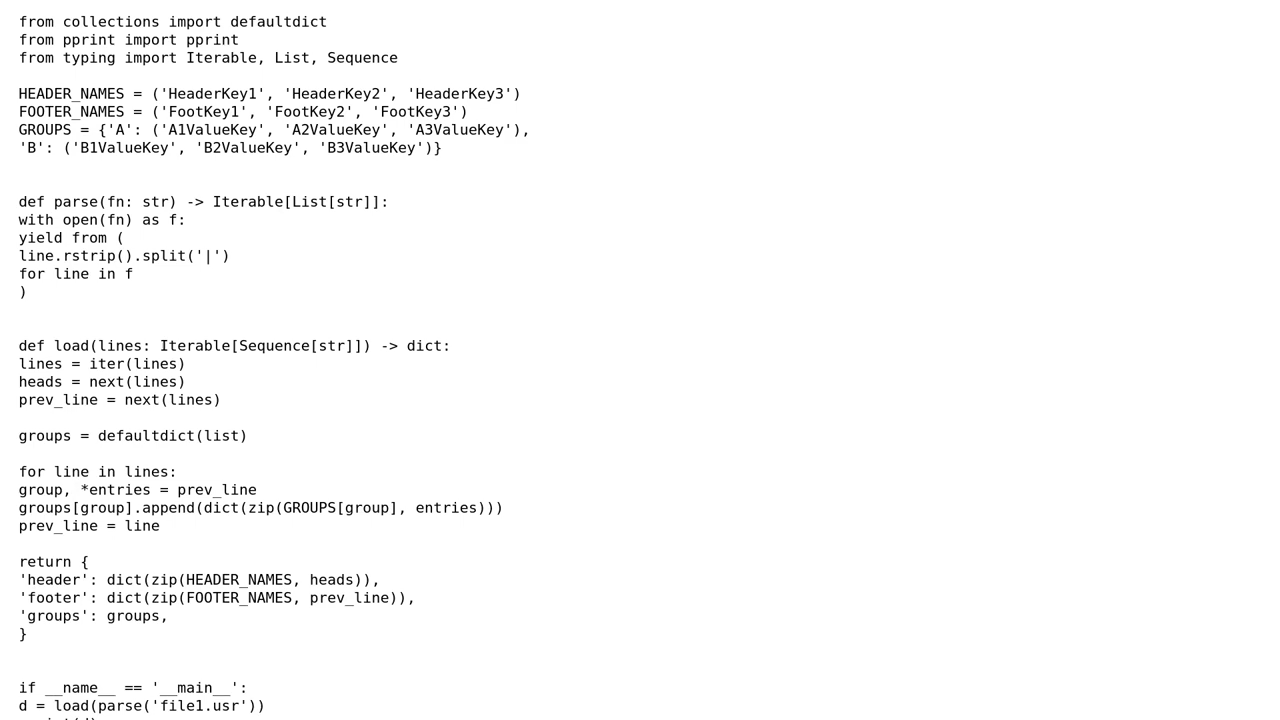 from collections import defaultdict
from pprint import pprint
from typing import Iterable, List, Sequence

HEADER_NAMES = ('HeaderKey1', 'HeaderKey2', 'HeaderKey3')
FOOTER_NAMES = ('FootKey1', 'FootKey2', 'FootKey3')
GROUPS = {'A': ('A1ValueKey', 'A2ValueKey', 'A3ValueKey'),
'B': ('B1ValueKey', 'B2ValueKey', 'B3ValueKey')}

def parse(fn: str) -> Iterable[List[str]]:
with open(fn) as f:
yield from (
line.rstrip().split('|')
for line in f
)

def load(lines: Iterable[Sequence[str]]) -> dict:
lines = iter(lines)
heads = next(lines)
prev_line = next(lines)

groups = defaultdict(list)

for line in lines:
group, *entries = prev_line
groups[group].append(dict(zip(GROUPS[group], entries)))
prev_line = line

return {
'header': dict(zip(HEADER_NAMES, heads)),
'footer': dict(zip(FOOTER_NAMES, prev_line)),
'groups': groups,
}

if __name__ == '__main__':
d = load(parse('file1.usr'))